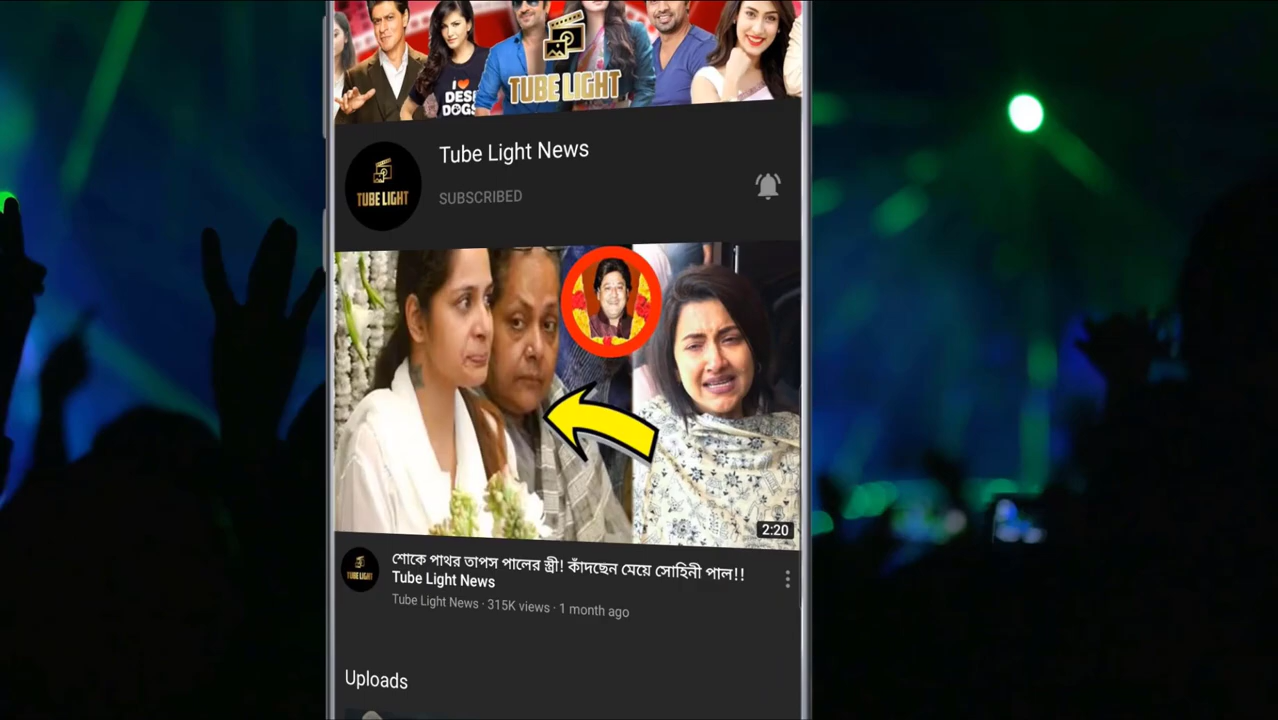 TUBE LIGHT
I ❤ DESI DOGS
Tube Light News
TUBE LIGHT
SUBSCRIBED
2:20
শোকে পাথর তাপস পালের স্ত্রী! কাঁদছেন মেয়ে সোহিনী পাল!!
TUBE LIGHT
Tube Light News
Tube Light News · 315K views · 1 month ago
Uploads